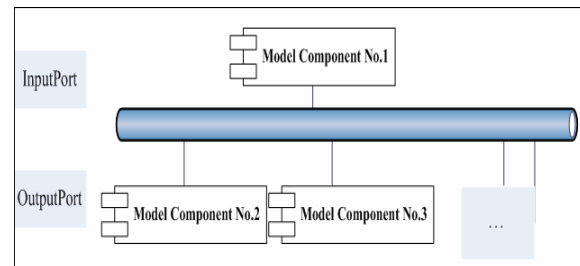 Model Component No.1
InputPort
OutputPort
Model Component No.2
Model Component No.3
...